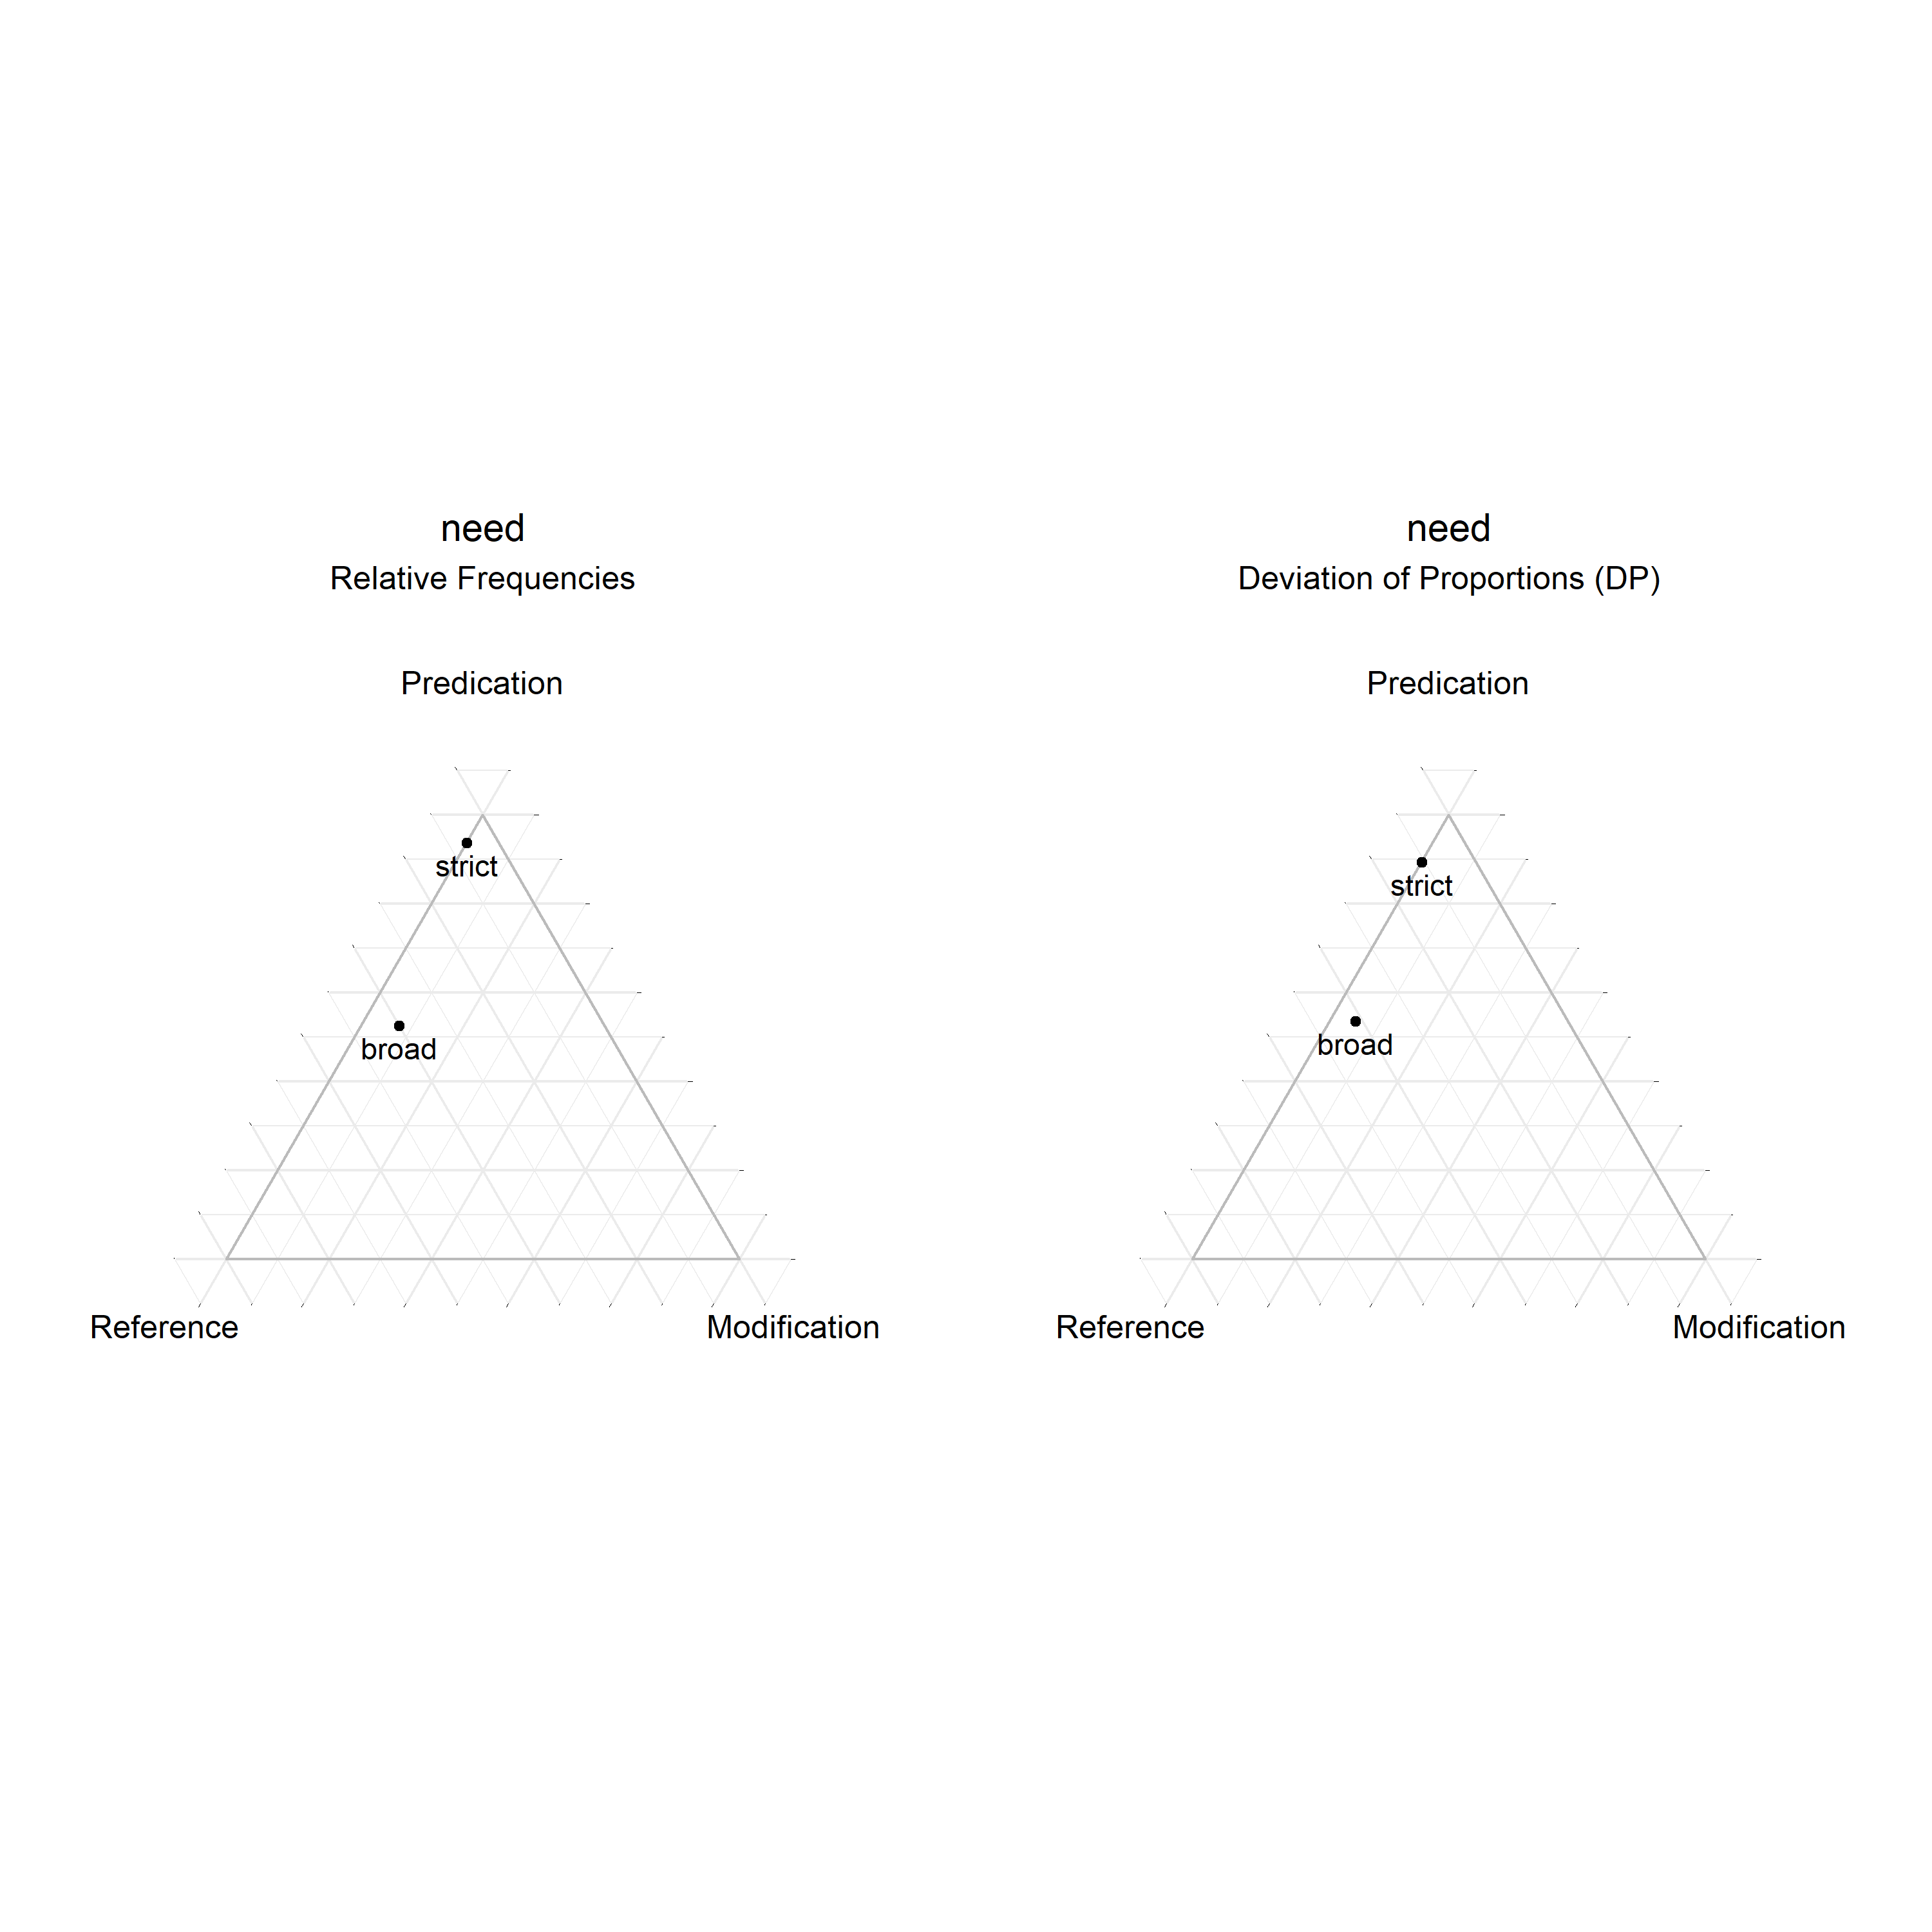 need
Relative Frequencies
Predication
strict
broad
Reference
Modification
need
Deviation of Proportions (DP)
Predication
strict
broad
Reference
Modification